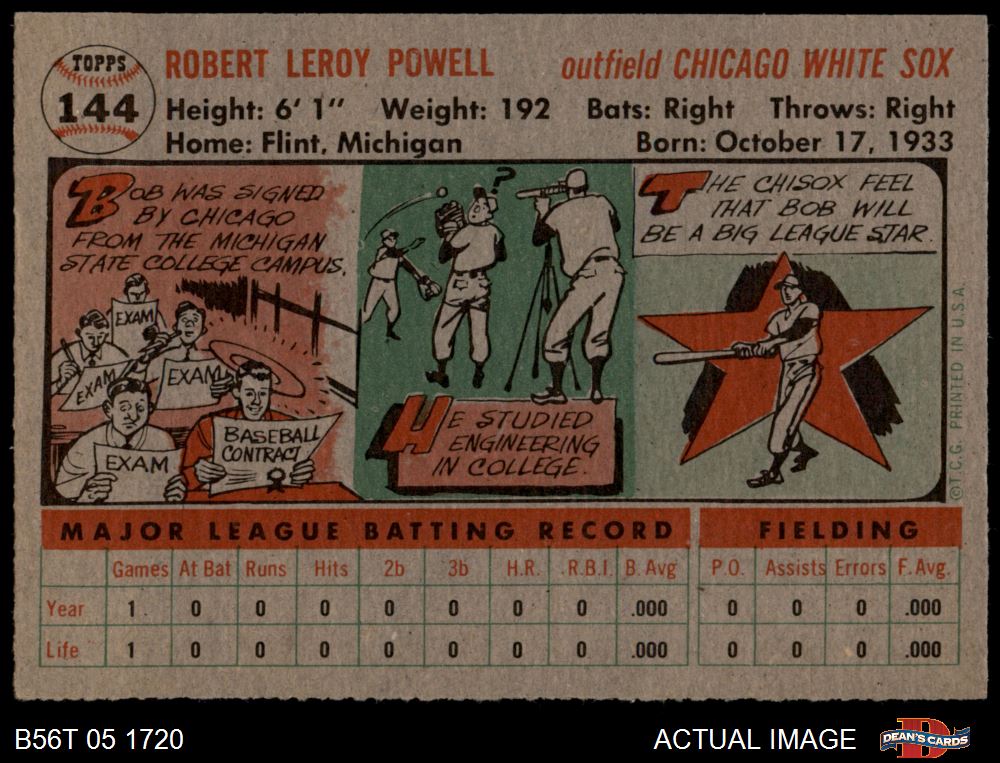 TOPPS
144
ROBERT LEROY POWELL outfield CHICAGO WHITE SOX
Height: 6' 1" Weight: 192 Bats: Right Throws: Right
Home: Flint, Michigan Born: October 17, 1933
BOB WAS SIGNED
BY CHICAGO
FROM THE MICHIGAN
STATE COLLEGE CAMPUS.
EXAM
EXAM
EXAM
EXAM
BASEBALL
CONTRACT
?
HE STUDIED
ENGINEERING
IN COLLEGE.
THE CHISOX FEEL
THAT BOB WILL
BE A BIG LEAGUE STAR.
©T.C.G. PRINTED IN U.S.A.
MAJOR LEAGUE BATTING RECORD FIELDING
Games At Bat Runs Hits 2b 3b H.R. R.B.I. B. Avg P.O. Assists Errors F. Avg.
Year 1 0 0 0 0 0 0 0 .000 0 0 0 .000
Life 1 0 0 0 0 0 0 0 .000 0 0 0 .000
B56T 05 1720 ACTUAL IMAGE
D
DEAN'S CARDS